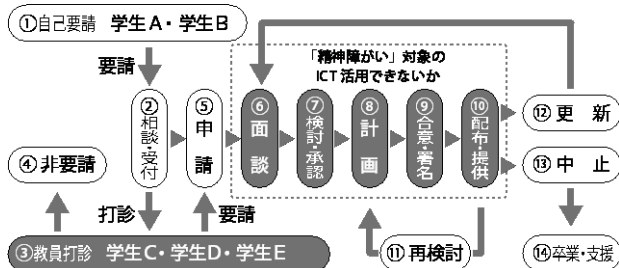 ①自己要請 学生A・学生B
「精神障がい」対象の
ICT活用できないか
要請
②相談・受付
⑤申請
⑥面談
⑦検討・承認
⑧計画
⑨合意・署名
⑩配布・提供
⑫更新
④非要請
⑬中止
打診
要請
③教員打診 学生C・学生D・学生E
⑪再検討
⑭卒業・支援